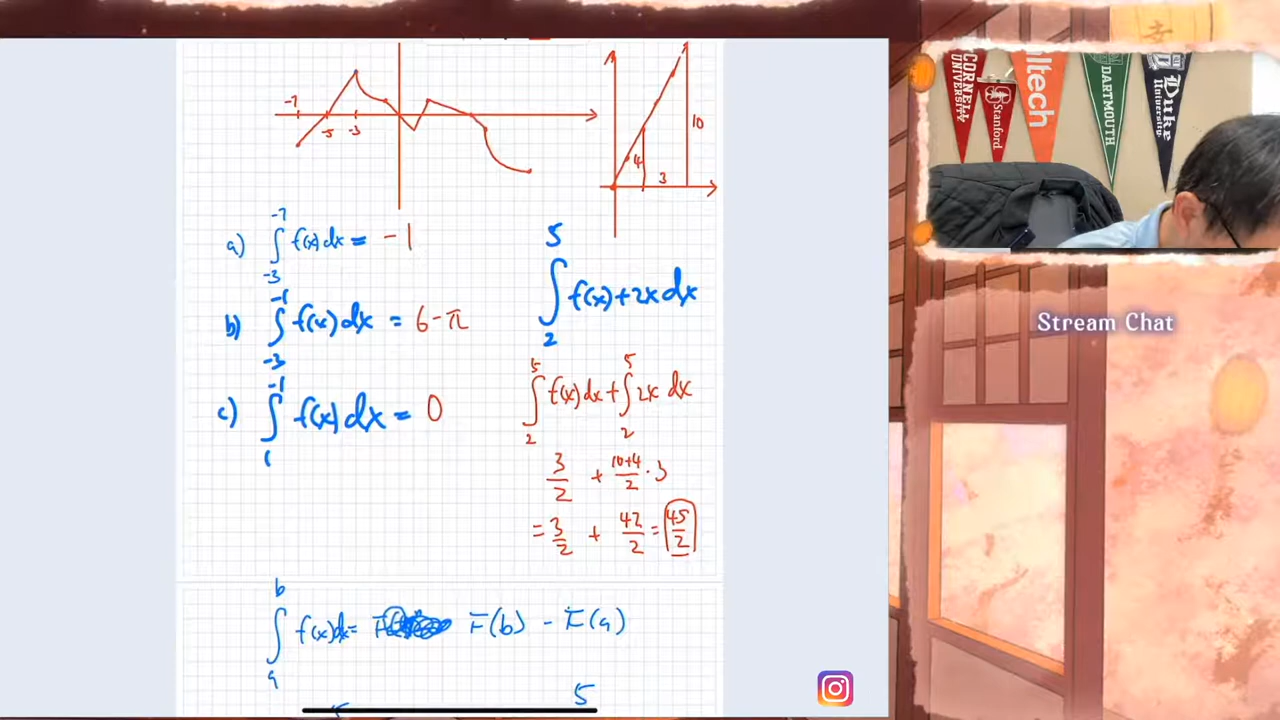 -7
-5
-3
10
4
3
a) ∫_{-3}^{-7} f(x)dx = -1
b) ∫_{-3}^{-1} f(x)dx = 6-π
c) ∫_{1}^{-1} f(x)dx = 0
∫_{2}^{5} f(x)+2x dx
∫_{2}^{5} f(x)dx + ∫_{2}^{5} 2x dx
3/2 + (10+4)/2 · 3
= 3/2 + 42/2 = 45/2
∫_{a}^{b} f(x)dx = F(b) - F(a)
5
5
CORNELL UNIVERSITY
Stanford
ltech
DARTMOUTH
Duke University
Stream Chat